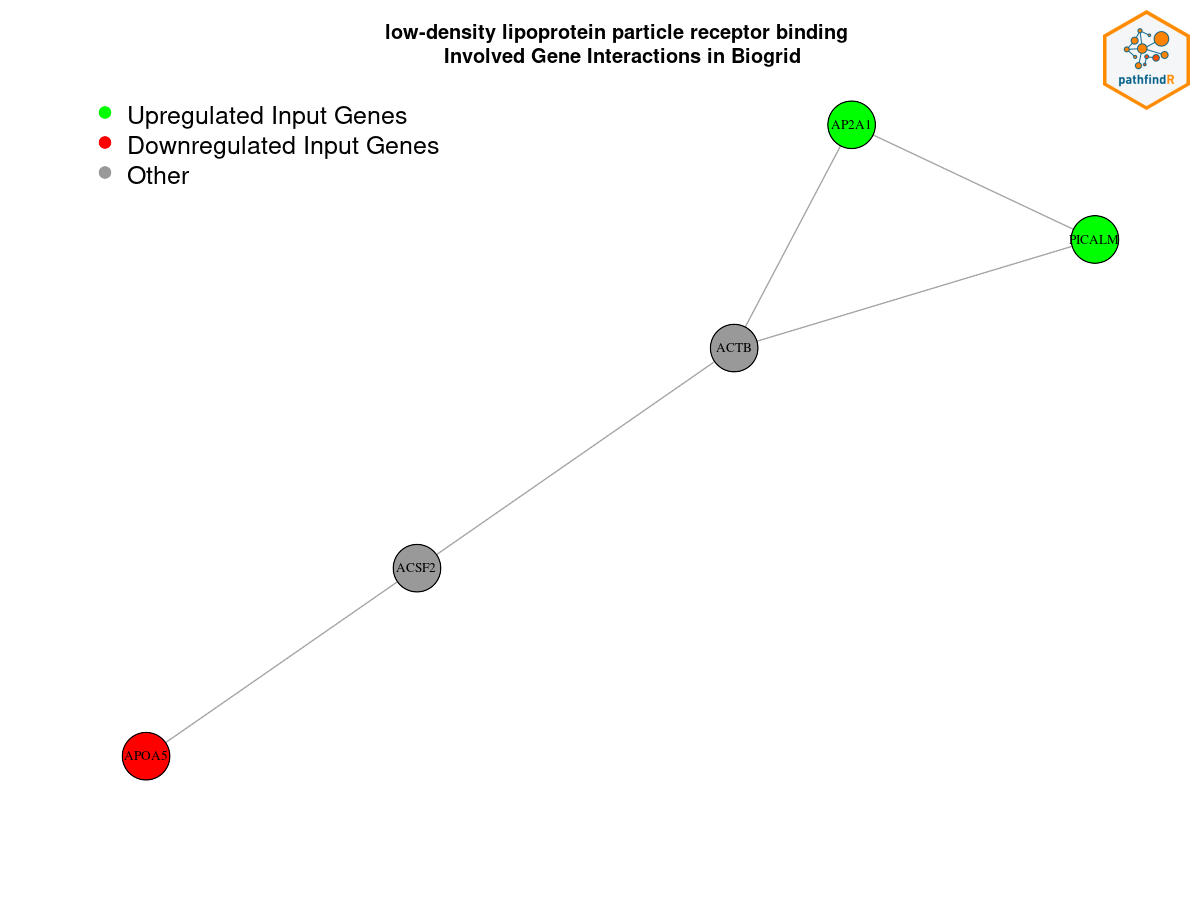 low-density lipoprotein particle receptor binding
Involved Gene Interactions in Biogrid
pathfindR
Upregulated Input Genes
Downregulated Input Genes
Other
AP2A1
PICALM
ACTB
ACSF2
APOA5